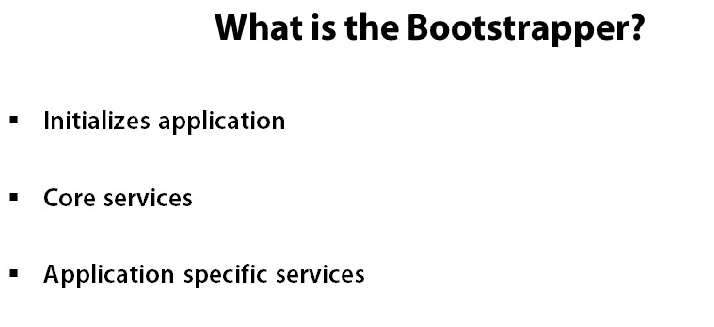 What is the Bootstrapper?
▪ Initializes application
▪ Core services
▪ Application specific services